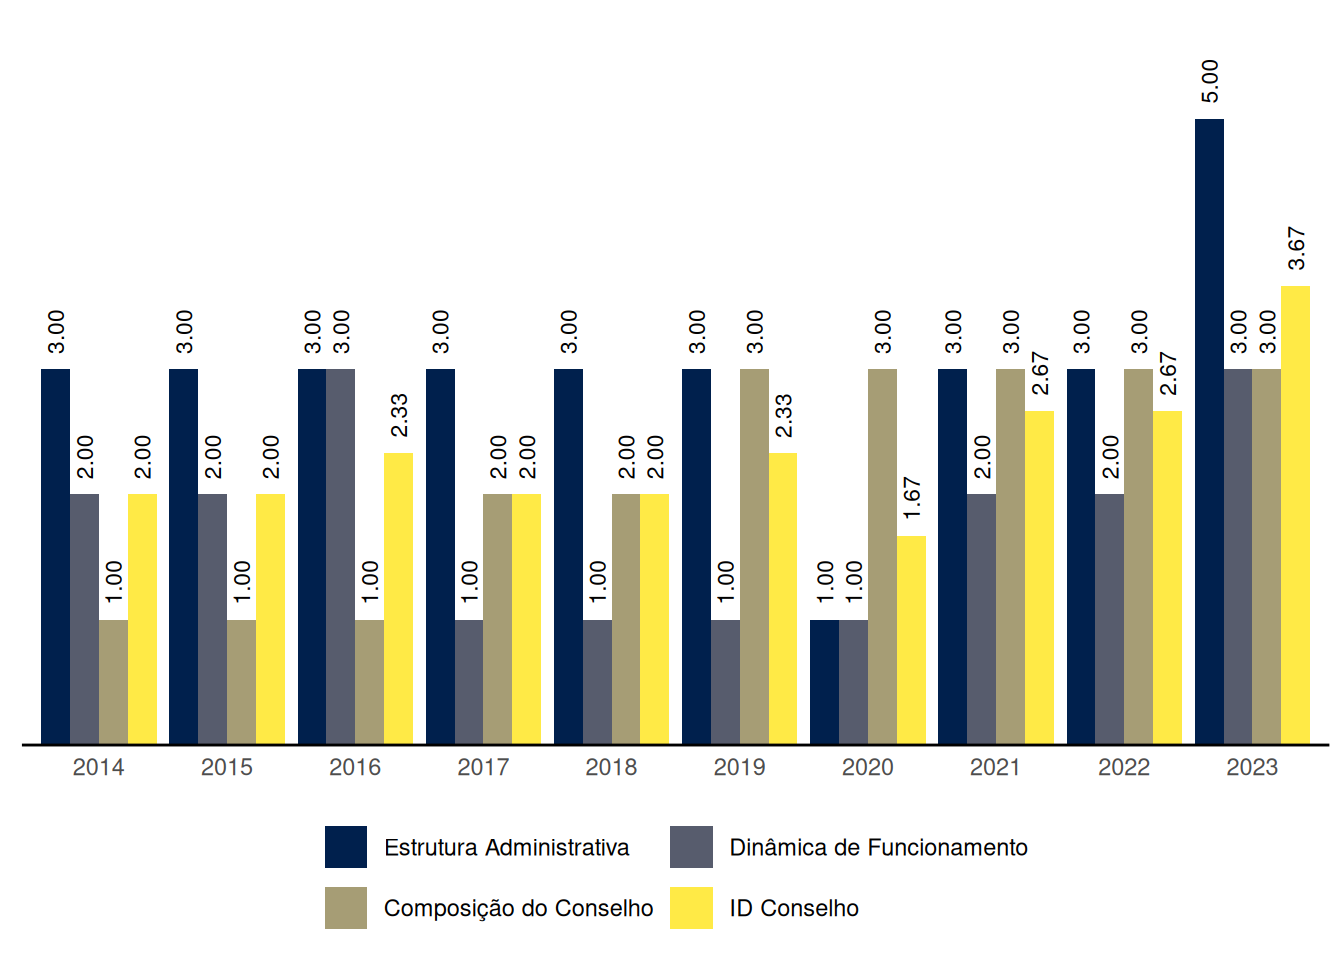 5.00
3.67
3.00 3.00 3.00 3.00 3.00 3.00 3.00 3.00 3.00 3.00 3.00 3.00 3.00 3.00 3.00
2.67 2.67
2.33 2.33
2.00 2.00 2.00 2.00 2.00 2.00 2.00 2.00 2.00 2.00
1.67
1.00 1.00 1.00 1.00 1.00 1.00 1.00 1.00
2014 2015 2016 2017 2018 2019 2020 2021 2022 2023
Estrutura Administrativa Dinâmica de Funcionamento
Composição do Conselho ID Conselho